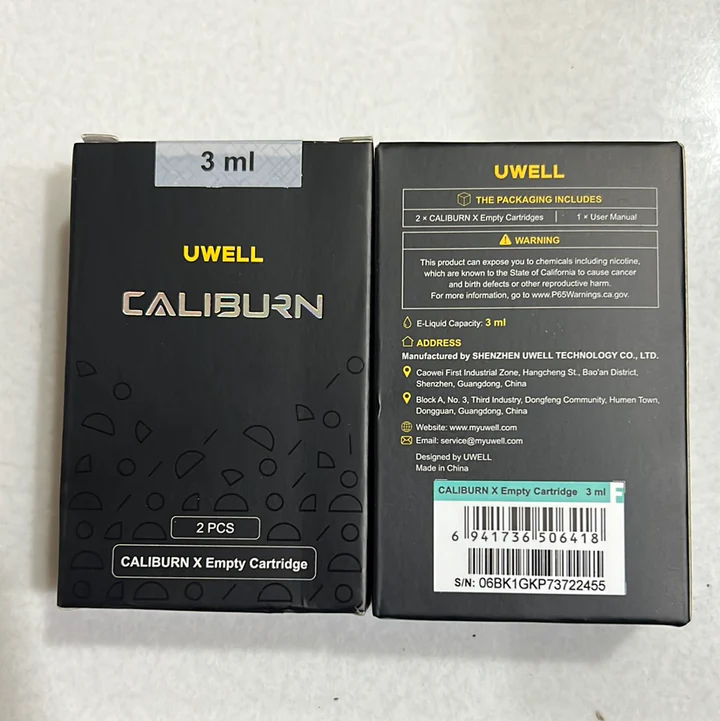 3 ml
UWELL
CALIBURN
2 PCS
CALIBURN X Empty Cartridge
UWELL
THE PACKAGING INCLUDES
2 × CALIBURN X Empty Cartridges | 1 × User Manual
WARNING
This product can expose you to chemicals including nicotine,
which are known to the State of California to cause cancer
and birth defects or other reproductive harm.
For more information, go to www.P65Warnings.ca.gov.
E-Liquid Capacity: 3 ml
ADDRESS
Manufactured by SHENZHEN UWELL TECHNOLOGY CO., LTD.
Caowei First Industrial Zone, Hangcheng St., Bao'an District,
Shenzhen, Guangdong, China
Block A, No. 3, Third Industry, Dongfeng Community, Humen Town,
Dongguan, Guangdong, China
Website: www.myuwell.com
Email: service@myuwell.com
Designed by UWELL
Made in China
CALIBURN X Empty Cartridge 3 ml F
6 941736 506418
S/N: 06BK1GKP73722455